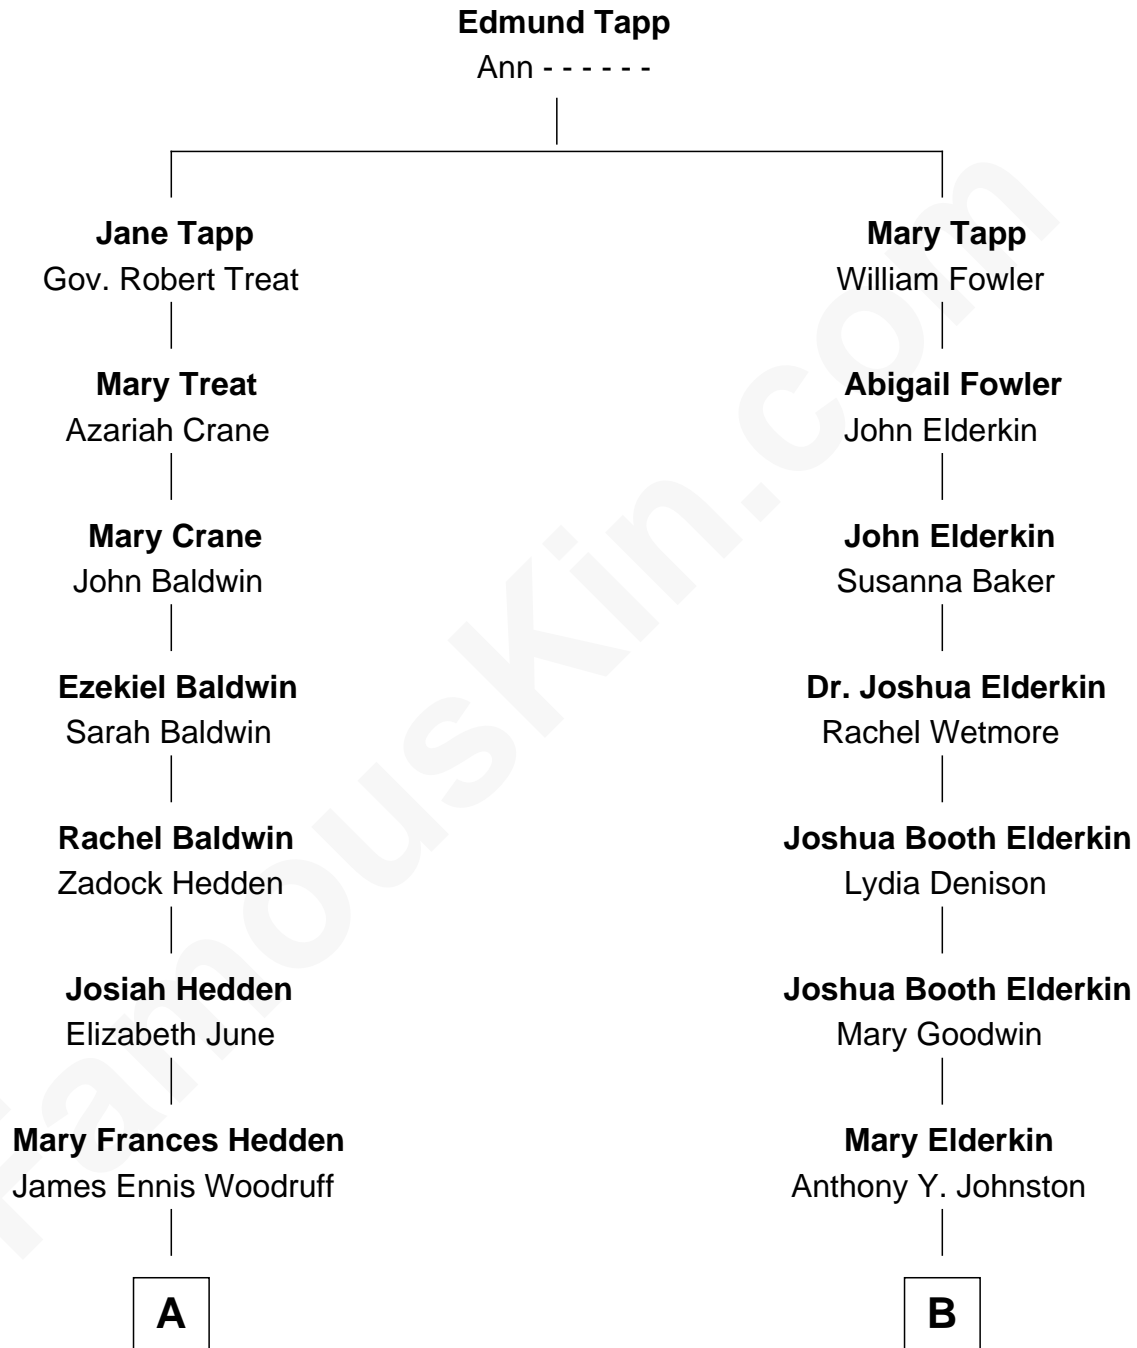 Edmund Tapp
Ann - - - - - -
Jane Tapp
Gov. Robert Treat
Mary Treat
Azariah Crane
Mary Crane
John Baldwin
Ezekiel Baldwin
Sarah Baldwin
Rachel Baldwin
Zadock Hedden
Josiah Hedden
Elizabeth June
Mary Frances Hedden
James Ennis Woodruff
A
Mary Tapp
William Fowler
Abigail Fowler
John Elderkin
John Elderkin
Susanna Baker
Dr. Joshua Elderkin
Rachel Wetmore
Joshua Booth Elderkin
Lydia Denison
Joshua Booth Elderkin
Mary Goodwin
Mary Elderkin
Anthony Y. Johnston
B
FamousKin.com